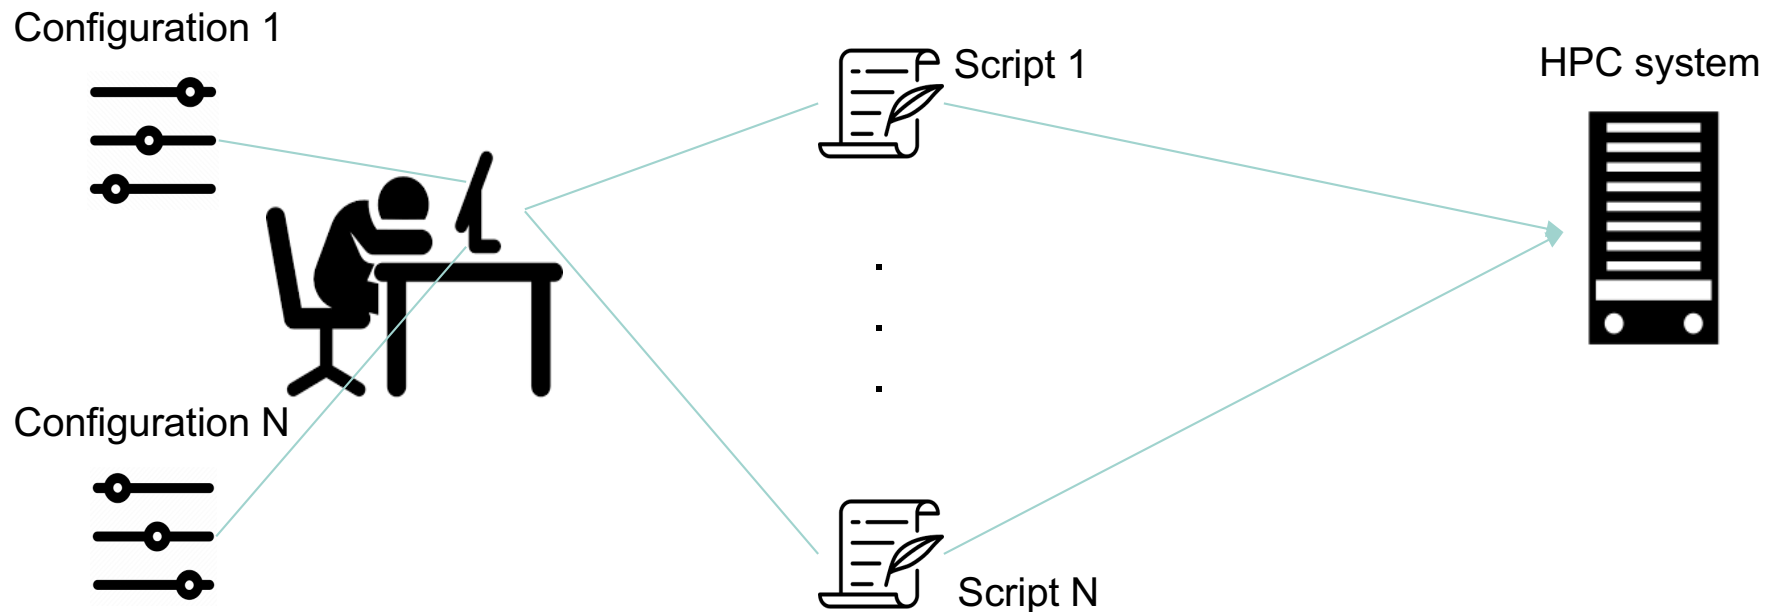 Configuration 1
Script 1
HPC system
.
.
.
Configuration N
Script N